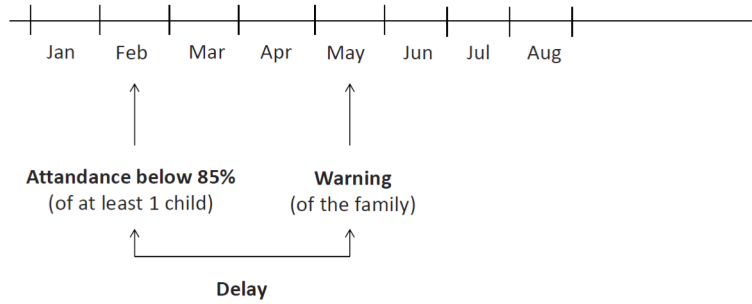 Jan Feb Mar Apr May Jun Jul Aug
Attandance below 85% Warning
(of at least 1 child) (of the family)
Delay